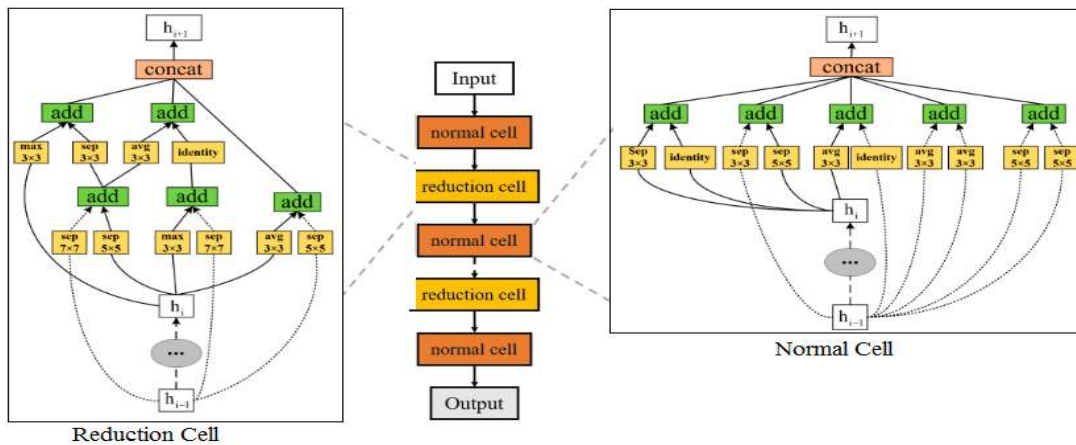 h_{i+1}
concat
add add
max 3×3 sep 3×3 avg 3×3 identity
add add add
sep 7×7 sep 5×5 max 3×3 sep 7×7 avg 3×3 sep 5×5
h_i
...
h_{i-1}
Reduction Cell
Input
normal cell
reduction cell
normal cell
reduction cell
normal cell
Output
h_{i+1}
concat
add add add add add
Sep 3×3 identity sep 3×3 sep 5×5 avg 3×3 identity avg 3×3 avg 3×3 sep 5×5 sep 5×5
h_i
...
h_{i-1}
Normal Cell